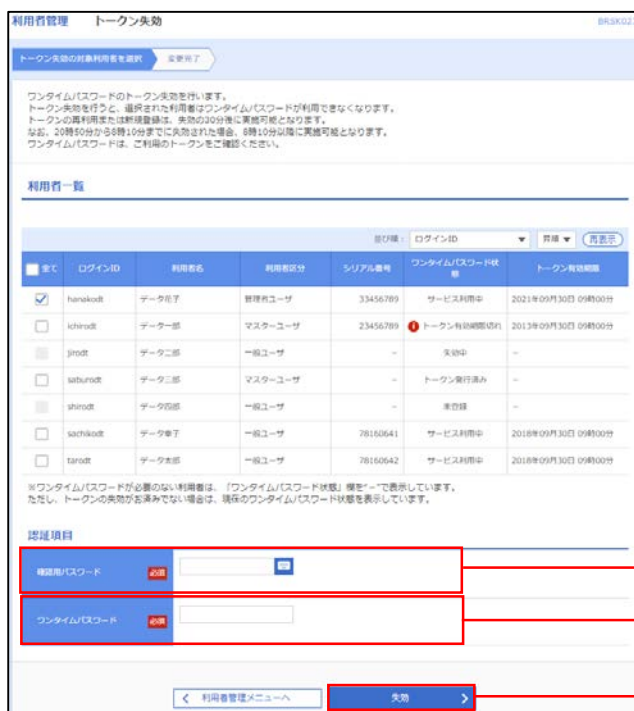 利用者管理 トークン失効 BRSK02
トークン失効の対象利用者を選択 変更完了
ワンタイムパスワードのトークン失効を行います。
トークン失効を行うと、選択された利用者はワンタイムパスワードが利用できなくなります。
トークンの再利用または新規登録は、失効の30分後に実施可能となります。
なお、20時50分から8時10分までに失効された場合、8時10分以降に実施可能となります。
ワンタイムパスワードは、ご利用のトークンをご確認ください。
利用者一覧
並び順： ログインID 昇順 再表示
全て ログインID 利用者名 利用者区分 シリアル番号 ワンタイムパスワード状態 トークン有効期限
hanakodt データ花子 管理者ユーザ 33456789 サービス利用中 2021年09月30日 09時00分
ichirodt データ一郎 マスターユーザ 23456789 トークン有効期限切れ 2013年09月30日 09時00分
jirodt データ二郎 一般ユーザ － 失効中 －
saburodt データ三郎 マスターユーザ － トークン発行済み －
shirodt データ四郎 一般ユーザ － 未登録 －
sachikodt データ幸子 一般ユーザ 78160641 サービス利用中 2018年09月30日 09時00分
tarodt データ太郎 一般ユーザ 78160642 サービス利用中 2018年09月30日 09時00分
※ワンタイムパスワードが必要のない利用者は、「ワンタイムパスワード状態」欄を"－"で表示しています。
ただし、トークンの失効がお済みでない場合は、現在のワンタイムパスワード状態を表示しています。
認証項目
確認用パスワード 必須
ワンタイムパスワード 必須
利用者管理メニューへ 失効